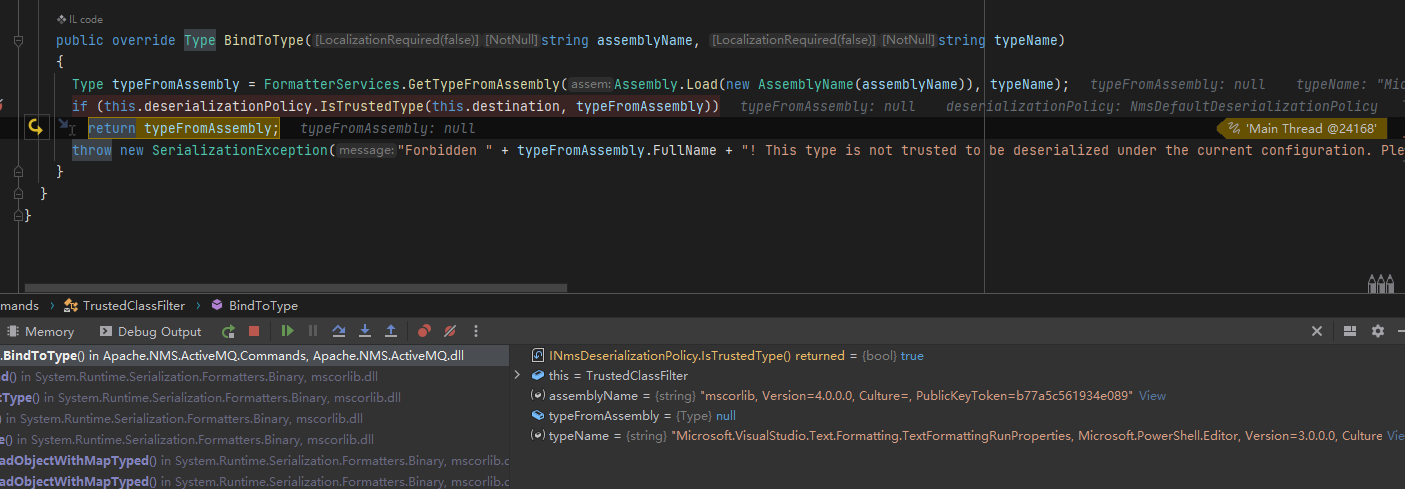 IL code
public override Type BindToType([LocalizationRequired(false)] [NotNull] string assemblyName, [LocalizationRequired(false)] [NotNull] string typeName)
{
Type typeFromAssembly = FormatterServices.GetTypeFromAssembly( assem: Assembly.Load(new AssemblyName(assemblyName)), typeName); typeFromAssembly: null typeName: "Mic
if (this.deserializationPolicy.IsTrustedType(this.destination, typeFromAssembly)) typeFromAssembly: null deserializationPolicy: NmsDefaultDeserializationPolicy
return typeFromAssembly; typeFromAssembly: null 'Main Thread @24168'
throw new SerializationException( message: "Forbidden " + typeFromAssembly.FullName + "! This type is not trusted to be deserialized under the current configuration. Ple
}
}
}
mands > TrustedClassFilter > BindToType
Memory Debug Output
.BindToType() in Apache.NMS.ActiveMQ.Commands, Apache.NMS.ActiveMQ.dll
d() in System.Runtime.Serialization.Formatters.Binary, mscorlib.dll
tType() in System.Runtime.Serialization.Formatters.Binary, mscorlib.dll
) in System.Runtime.Serialization.Formatters.Binary, mscorlib.dll
e() in System.Runtime.Serialization.Formatters.Binary, mscorlib.dll
adObjectWithMapTyped() in System.Runtime.Serialization.Formatters.Binary, mscorlib.d
adObjectWithMapTyped() in System.Runtime.Serialization.Formatters.Binary, mscorlib.d
INmsDeserializationPolicy.IsTrustedType() returned = {bool} true
this = TrustedClassFilter
assemblyName = {string} "mscorlib, Version=4.0.0.0, Culture=, PublicKeyToken=b77a5c561934e089" View
typeFromAssembly = {Type} null
typeName = {string} "Microsoft.VisualStudio.Text.Formatting.TextFormattingRunProperties, Microsoft.PowerShell.Editor, Version=3.0.0.0, Culture Vie